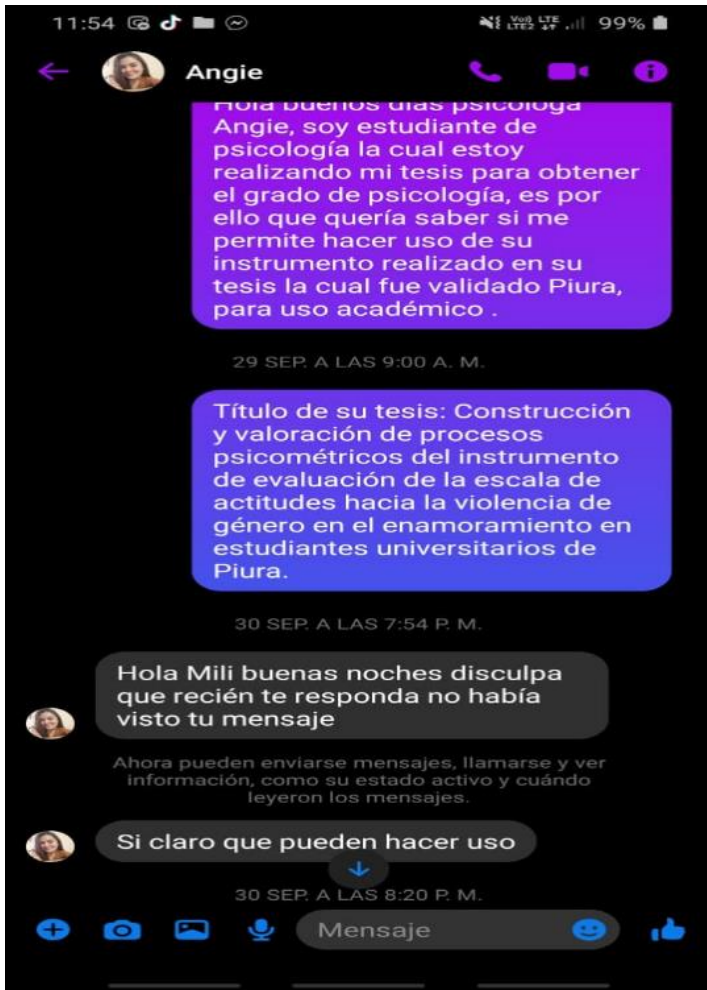 11:54
Voo) LTE
LTE2
99%
Angie
Hola buenos días psicóloga
Angie, soy estudiante de
psicología la cual estoy
realizando mi tesis para obtener
el grado de psicología, es por
ello que quería saber si me
permite hacer uso de su
instrumento realizado en su
tesis la cual fue validado Piura,
para uso académico .
29 SEP. A LAS 9:00 A. M.
Título de su tesis: Construcción
y valoración de procesos
psicométricos del instrumento
de evaluación de la escala de
actitudes hacia la violencia de
género en el enamoramiento en
estudiantes universitarios de
Piura.
30 SEP. A LAS 7:54 P. M.
Hola Mili buenas noches disculpa
que recién te responda no había
visto tu mensaje
Ahora pueden enviarse mensajes, llamarse y ver
información, como su estado activo y cuándo
leyeron los mensajes.
Si claro que pueden hacer uso
30 SEP. A LAS 8:20 P. M.
Mensaje